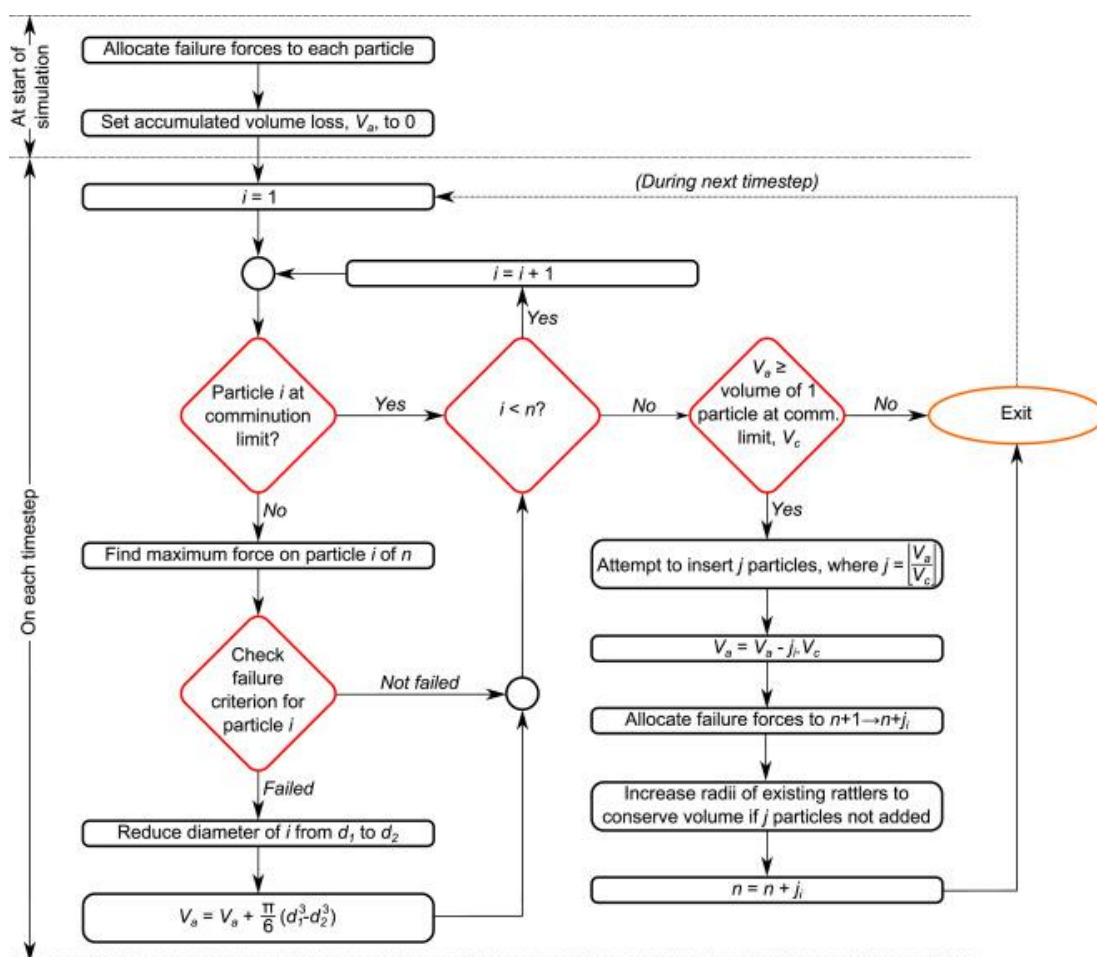 At start of
simulation
Allocate failure forces to each particle
Set accumulated volume loss, Vₐ, to 0
On each timestep
i = 1
(During next timestep)
i = i + 1
Yes
Particle i at
comminution
limit?
Yes
i < n?
No
Vₐ ≥
volume of 1
particle at comm.
limit, V_c
No
Exit
No
Yes
Find maximum force on particle i of n
Attempt to insert j particles, where j = ⌊Vₐ/V_c⌋
Check
failure
criterion for
particle i
Not failed
Vₐ = Vₐ - jᵢ.V_c
Allocate failure forces to n+1→n+jᵢ
Failed
Increase radii of existing rattlers to
conserve volume if j particles not added
Reduce diameter of i from d₁ to d₂
n = n + jᵢ
Vₐ = Vₐ + π/6 (d₁³-d₂³)